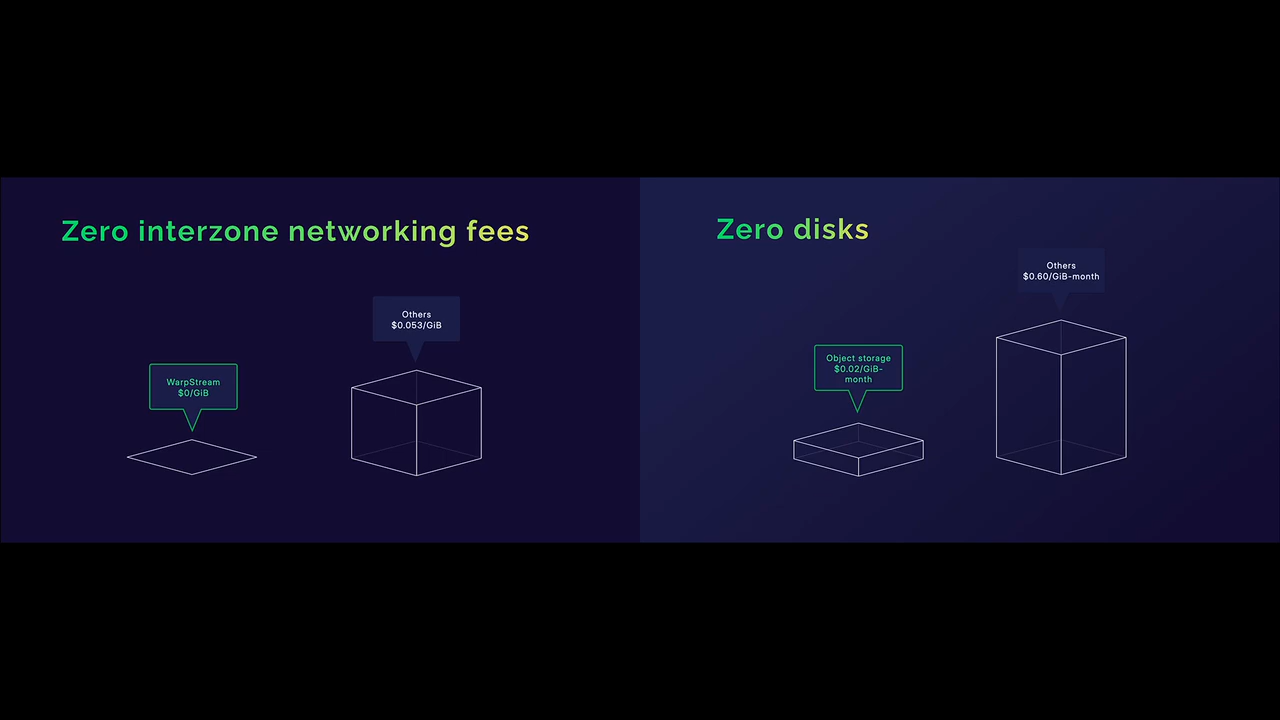 Zero interzone networking fees
Others
$0.053/GiB
WarpStream
$0/GiB
Zero disks
Others
$0.60/GiB-month
Object storage
$0.02/GiB-
month